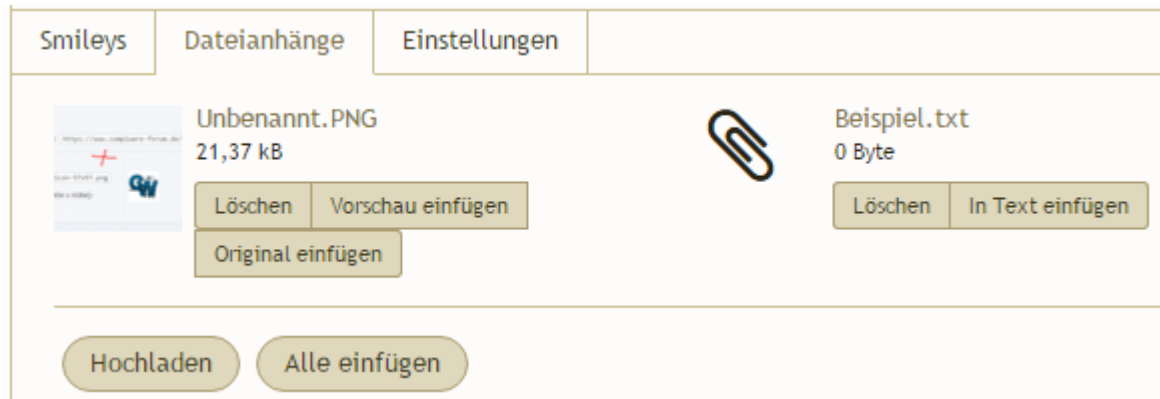 Smileys
Dateianhänge
Einstellungen
Unbenannt.PNG
21,37 kB
Löschen
Vorschau einfügen
Original einfügen
Beispiel.txt
0 Byte
Löschen
In Text einfügen
Hochladen
Alle einfügen